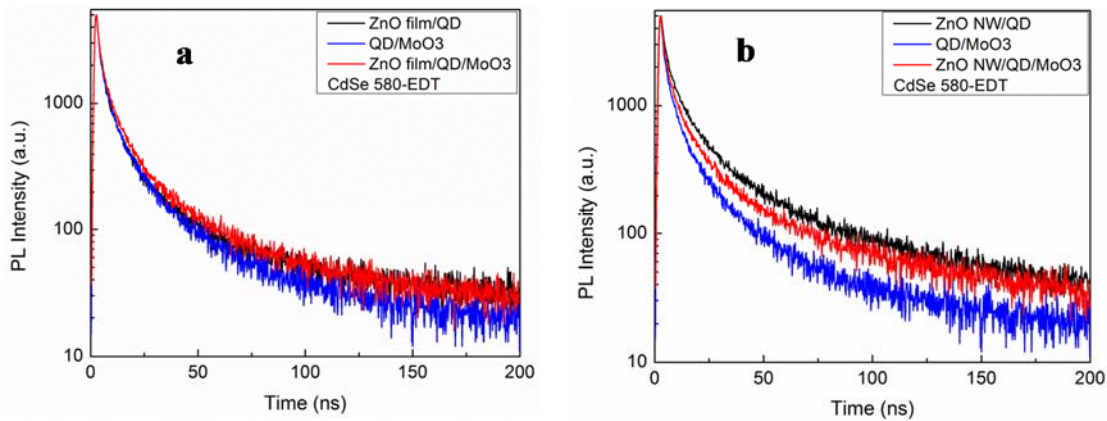 a
ZnO film/QD
QD/MoO3
ZnO film/QD/MoO3
CdSe 580-EDT
PL Intensity (a.u.)
1000
100
10
0
50
100
150
200
Time (ns)
b
ZnO NW/QD
QD/MoO3
ZnO NW/QD/MoO3
CdSe 580-EDT
PL Intensity (a.u.)
1000
100
10
0
50
100
150
200
Time (ns)